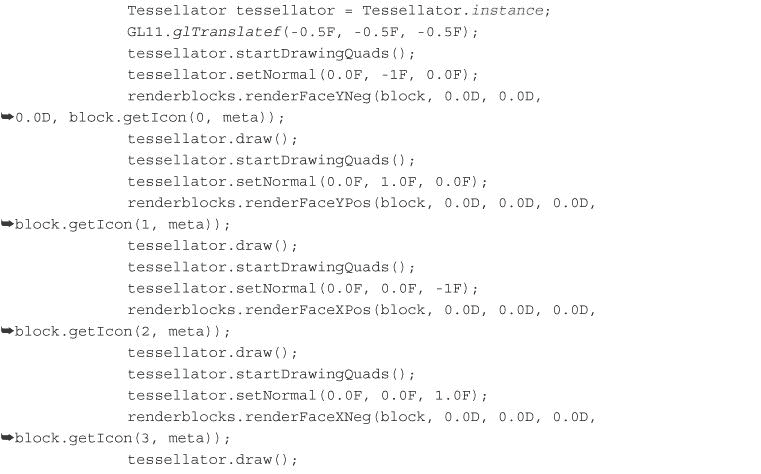 Tessellator tessellator = Tessellator.instance;
GL11.glTranslatef(-0.5F, -0.5F, -0.5F);
tessellator.startDrawingQuads();
tessellator.setNormal(0.0F, -1F, 0.0F);
renderblocks.renderFaceYNeg(block, 0.0D, 0.0D,
➥0.0D, block.getIcon(0, meta));
tessellator.draw();
tessellator.startDrawingQuads();
tessellator.setNormal(0.0F, 1.0F, 0.0F);
renderblocks.renderFaceYPos(block, 0.0D, 0.0D, 0.0D,
➥block.getIcon(1, meta));
tessellator.draw();
tessellator.startDrawingQuads();
tessellator.setNormal(0.0F, 0.0F, -1F);
renderblocks.renderFaceXPos(block, 0.0D, 0.0D, 0.0D,
➥block.getIcon(2, meta));
tessellator.draw();
tessellator.startDrawingQuads();
tessellator.setNormal(0.0F, 0.0F, 1.0F);
renderblocks.renderFaceXNeg(block, 0.0D, 0.0D, 0.0D,
➥block.getIcon(3, meta));
tessellator.draw();